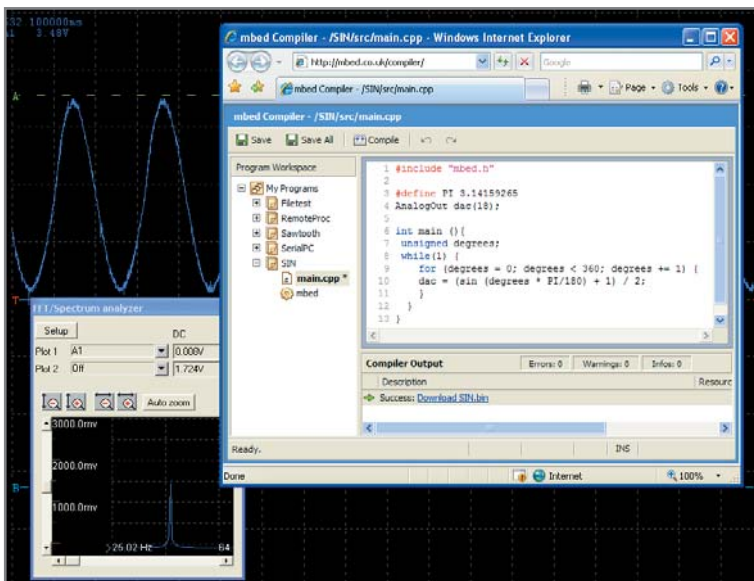 100000ms
3.48V
A
T
B
mbed Compiler - /SIN/src/main.cpp - Windows Internet Explorer
http://mbed.co.uk/compiler/
Google
mbed Compiler - /SIN/src/main.cpp
Page
Tools
mbed Compiler - /SIN/src/main.cpp
Save
Save All
Compile
Program Workspace
My Programs
Filetest
RemoteProc
Sawtooth
SerialPC
SIN
main.cpp *
mbed
1 #include "mbed.h"
2
3 #define PI 3.14159265
4 AnalogOut dac(18);
5
6 int main (){
7 unsigned degrees;
8 while(1) {
9 for (degrees = 0; degrees < 360; degrees += 1) {
10 dac = (sin (degrees * PI/180) + 1) / 2;
11 }
12 }
13 }
Compiler Output
Errors: 0
Warnings: 0
Infos: 0
Description
Resourc
Success: Download SIN.bin
Ready.
INS
Done
Internet
100%
FFT/Spectrum analyzer
Setup
DC
Plot 1 A1 0.008V
Plot 2 Off 1.724V
Auto zoom
3000.0mv
2000.0mv
1000.0mv
25.02 Hz
64